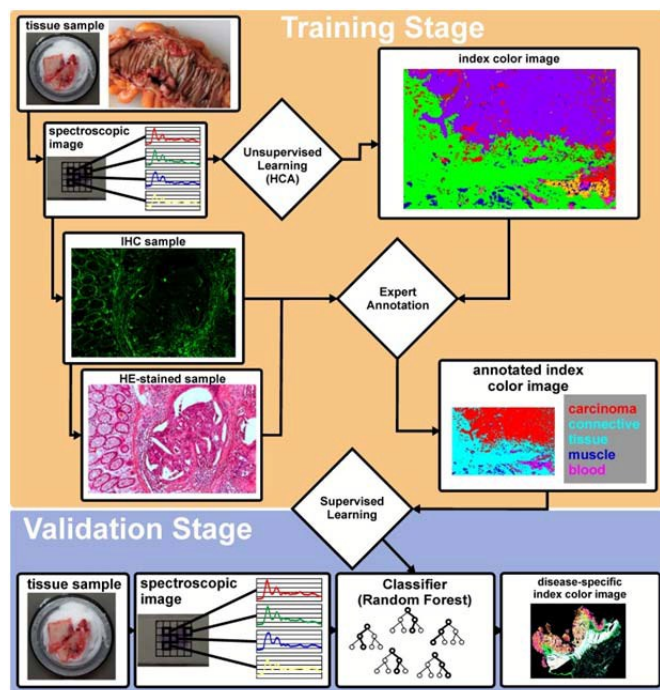 Training Stage
tissue sample
index color image
spectroscopic
image
Unsupervised
Learning
(HCA)
IHC sample
Expert
Annotation
HE-stained sample
annotated index
color image
carcinoma
connective
tissue
muscle
blood
Supervised
Learning
Validation Stage
tissue sample
spectroscopic
image
Classifier
(Random Forest)
disease-specific
index color image